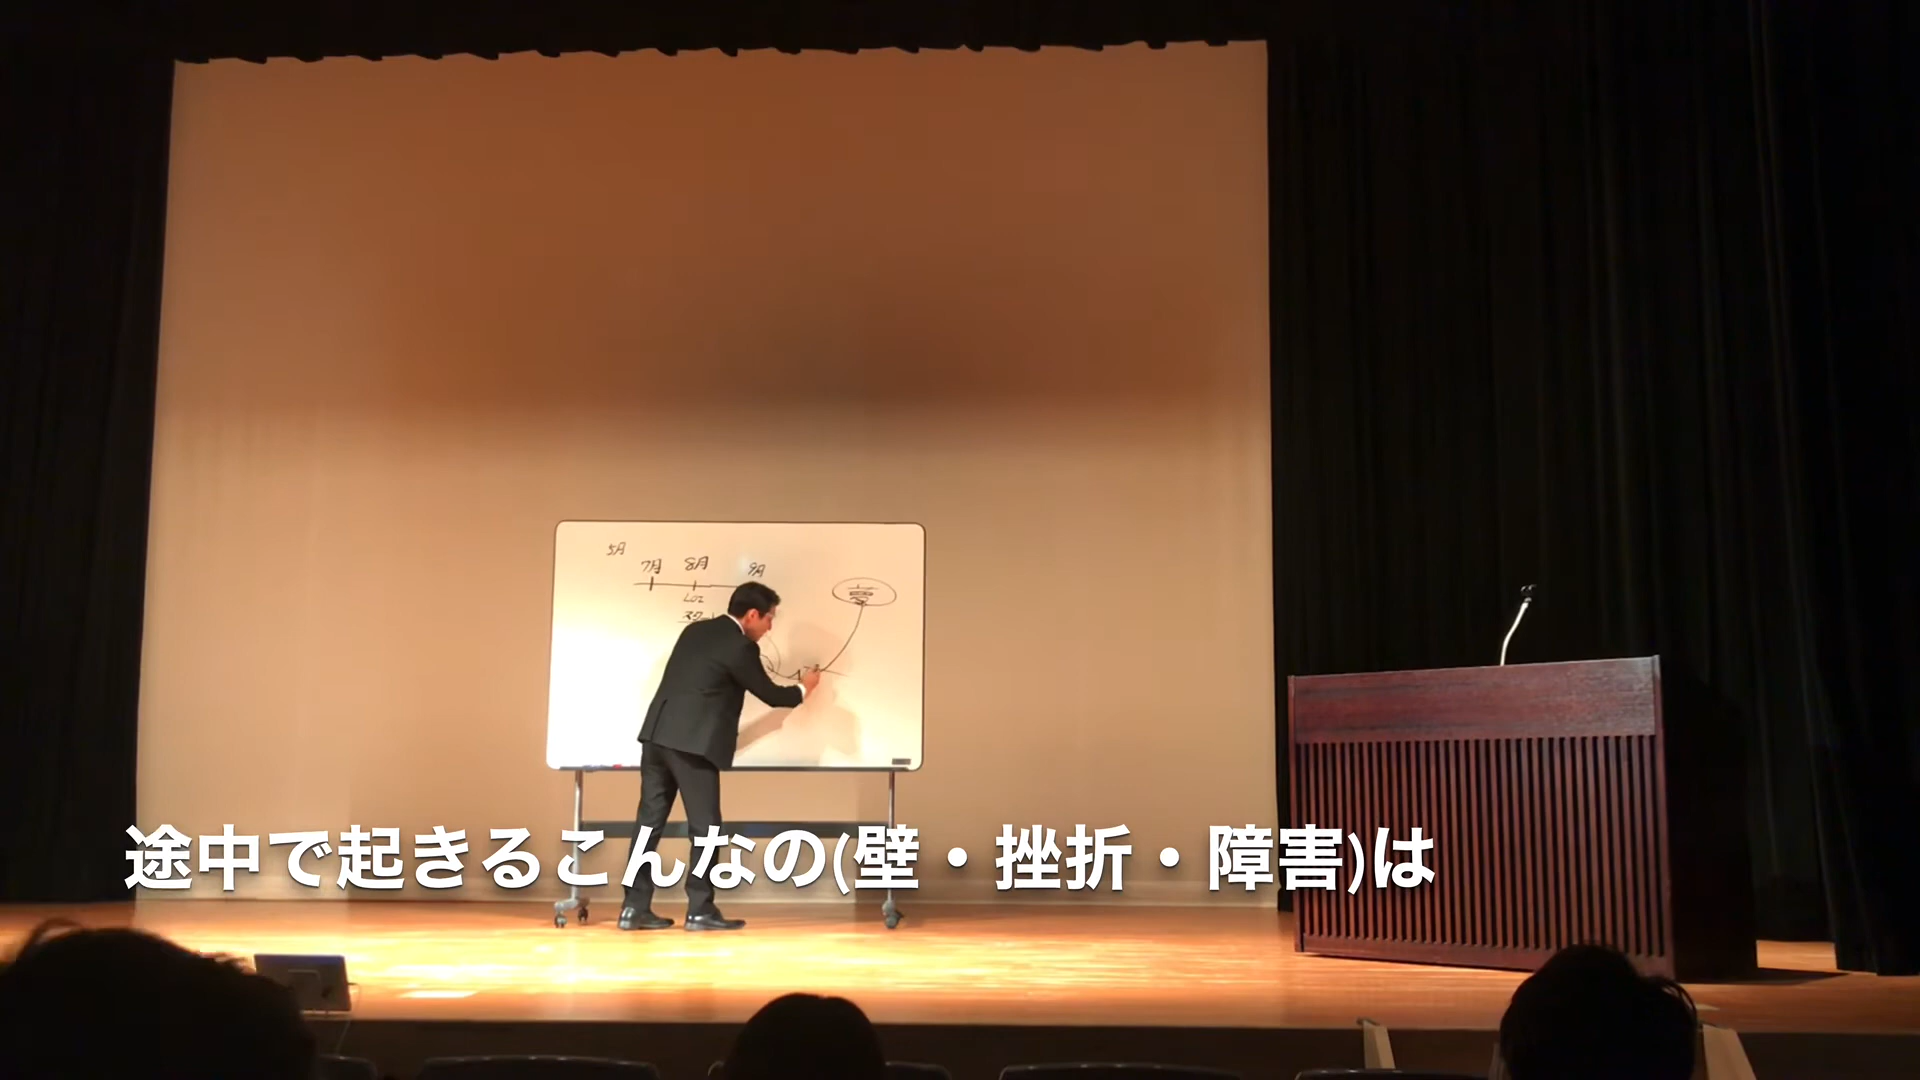 5月
7月 8月 9月
夢
途中で起きるこんなの(壁・挫折・障害)は